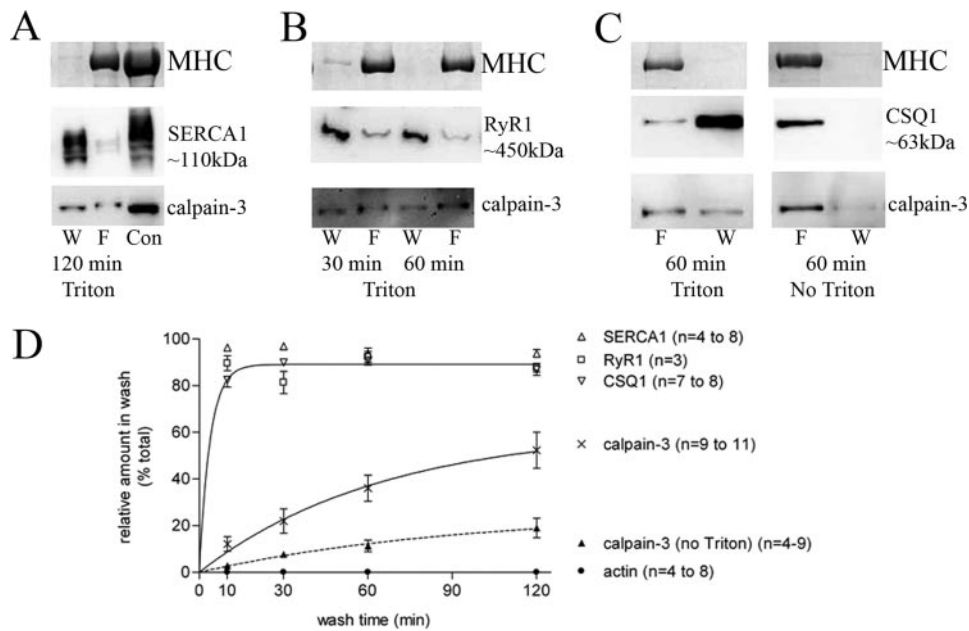 A
MHC
SERCA1
~110kDa
calpain-3
W F Con
120 min
Triton
B
MHC
RyR1
~450kDa
calpain-3
W F W F
30 min 60 min
Triton
C
MHC
CSQ1
~63kDa
calpain-3
F W F W
60 min 60 min
Triton No Triton
D
relative amount in wash
(% total)
100
80
60
40
20
0
0 10 30 60 90 120
wash time (min)
SERCA1 (n=4 to 8)
RyR1 (n=3)
CSQ1 (n=7 to 8)
calpain-3 (n=9 to 11)
calpain-3 (no Triton) (n=4-9)
actin (n=4 to 8)